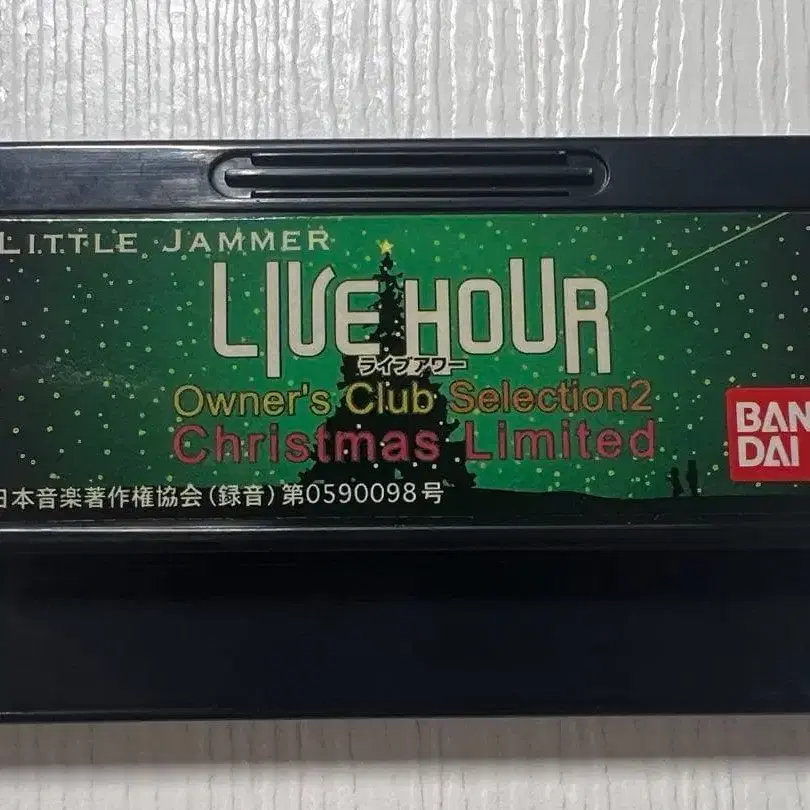 LITTLE JAMMER
LIVE HOUR
ライブアワー
Owner's Club Selection2
Christmas Limited
BAN
DAI
日本音楽著作権協会(録音)第0590098号